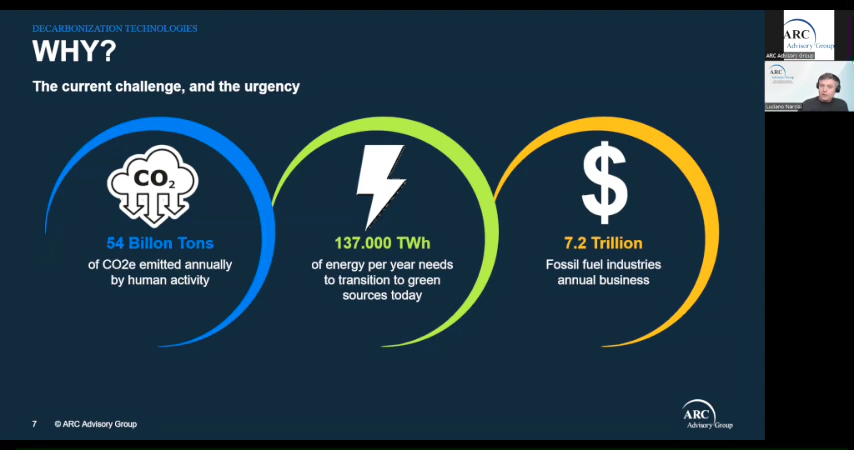 DECARBONIZATION TECHNOLOGIES
WHY?
The current challenge, and the urgency
CO2
54 Billon Tons
of CO2e emitted annually
by human activity
137.000 TWh
of energy per year needs
to transition to green
sources today
$
7.2 Trillion
Fossil fuel industries
annual business
7 © ARC Advisory Group
ARC
Advisory Group
ARC
Advisory Group
ARC Advisory Group
ARC
Advisory Group
Luciano